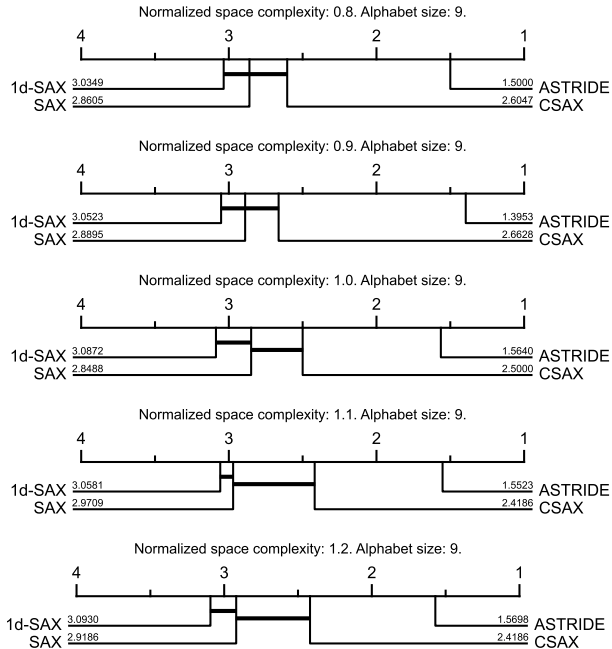 Normalized space complexity: 0.8. Alphabet size: 9.
4 3 2 1
1d-SAX 3.0349 1.5000 ASTRIDE
SAX 2.8605 2.6047 CSAX
Normalized space complexity: 0.9. Alphabet size: 9.
4 3 2 1
1d-SAX 3.0523 1.3953 ASTRIDE
SAX 2.8895 2.6628 CSAX
Normalized space complexity: 1.0. Alphabet size: 9.
4 3 2 1
1d-SAX 3.0872 1.5640 ASTRIDE
SAX 2.8488 2.5000 CSAX
Normalized space complexity: 1.1. Alphabet size: 9.
4 3 2 1
1d-SAX 3.0581 1.5523 ASTRIDE
SAX 2.9709 2.4186 CSAX
Normalized space complexity: 1.2. Alphabet size: 9.
4 3 2 1
1d-SAX 3.0930 1.5698 ASTRIDE
SAX 2.9186 2.4186 CSAX